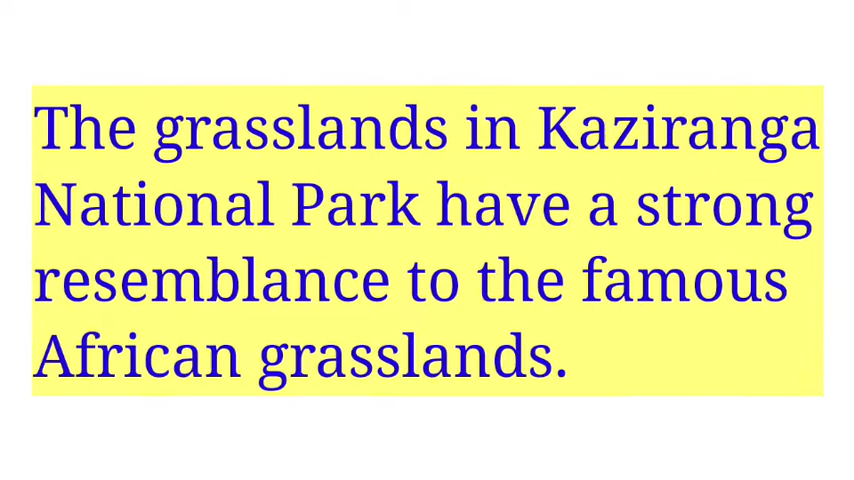 The grasslands in Kaziranga
National Park have a strong
resemblance to the famous
African grasslands.